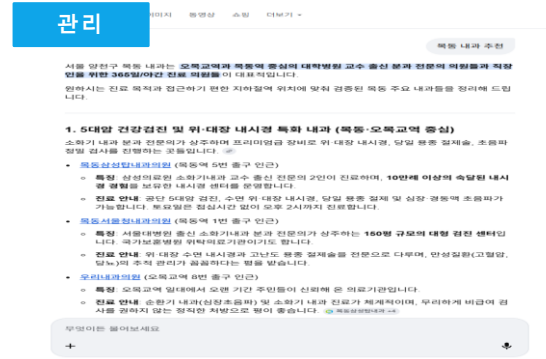 관리
이미지 동영상 쇼핑 더보기
목동 내과 추천
서울 양천구 목동 내과는 오목교역과 목동역 중심의 대학병원 교수 출신 분과 전문의 의원들과 직장
인을 위한 365일/야간 진료 의원들이 대표적입니다.
원하시는 진료 목적과 접근하기 편한 지하철역 위치에 맞춰 검증된 목동 주요 내과들을 정리해 드립
니다.
1. 5대암 건강검진 및 위·대장 내시경 특화 내과 (목동·오목교역 중심)
소화기 내과 분과 전문의가 상주하며 프리미엄급 장비로 위·대장 내시경, 당일 용종 절제술, 초음파
정밀 검사를 진행하는 곳들입니다.
• 목동삼성탑내과의원 (목동역 5번 출구 인근)
◦ 특징: 삼성의료원 소화기내과 교수 출신 전문의 2인이 진료하며, 10만례 이상의 숙달된 내시
경 경험을 보유한 내시경 센터를 운영합니다.
◦ 진료 안내: 공단 5대암 검진, 수면 위·대장 내시경, 당일 용종 절제 및 심장·경동맥 초음파가
가능합니다. 토요일은 점심시간 없이 오후 2시까지 진료합니다.
• 목동서울탑내과의원 (목동역 1번 출구 인근)
◦ 특징: 서울대병원 출신 소화기내과 분과 전문의가 상주하는 150평 규모의 대형 검진 센터입
니다. 국가보훈병원 위탁의료기관이기도 합니다.
◦ 진료 안내: 위·대장 수면 내시경과 고난도 용종 절제술을 전문으로 다루며, 만성질환(고혈압,
당뇨)의 추적 관리가 꼼꼼하다는 평을 받습니다.
• 우리내과의원 (오목교역 8번 출구 인근)
◦ 특징: 오목교역 일대에서 오랜 기간 주민들이 신뢰해 온 의료기관입니다.
◦ 진료 안내: 순환기 내과(심장초음파) 및 소화기 내과 진료가 체계적이며, 무리하게 비급여 검
사를 권하지 않는 정직한 처방으로 평이 좋습니다. 목동삼성탑내과 +4
무엇이든 물어보세요